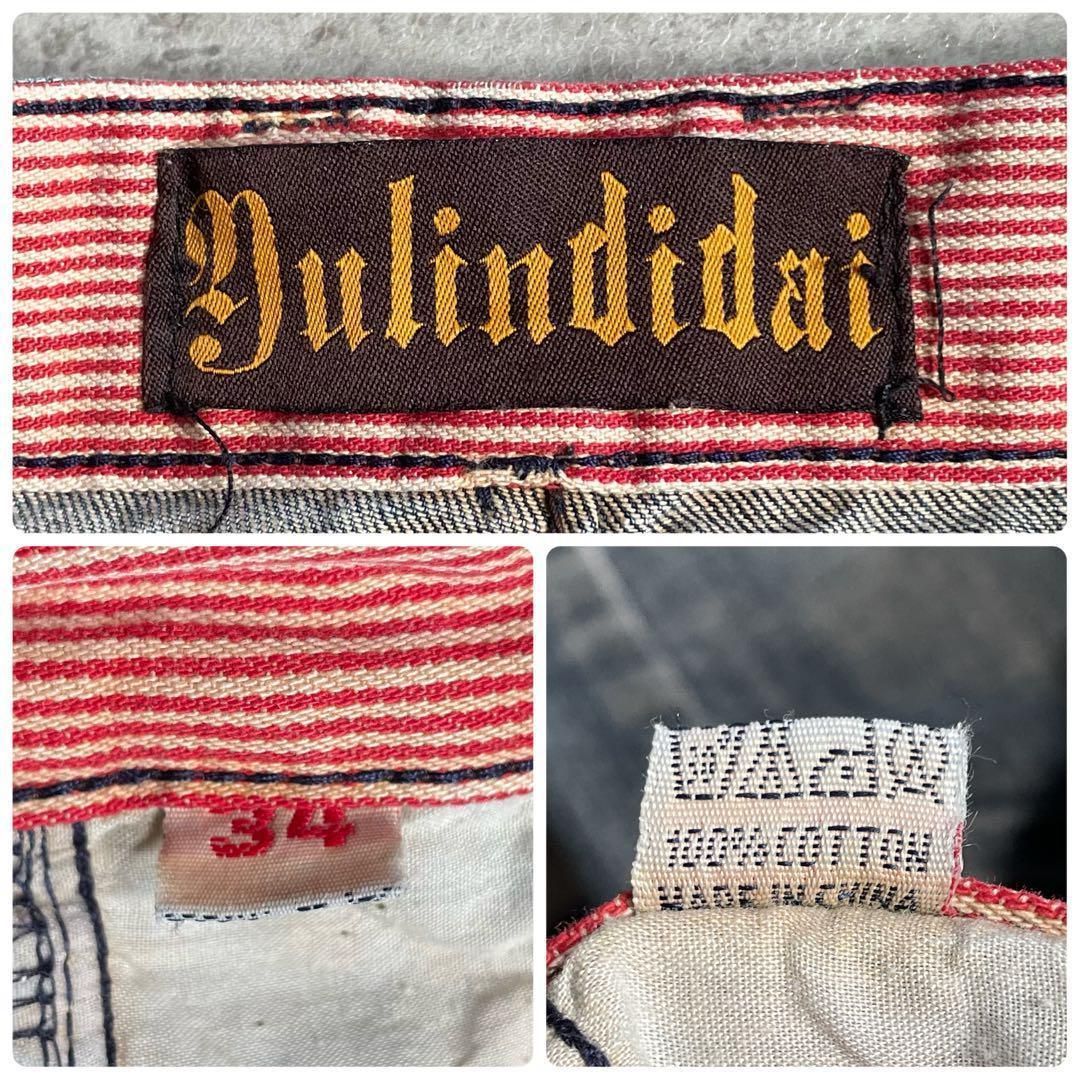 Yulindidai
34
100% COTTON
MADE IN CHINA